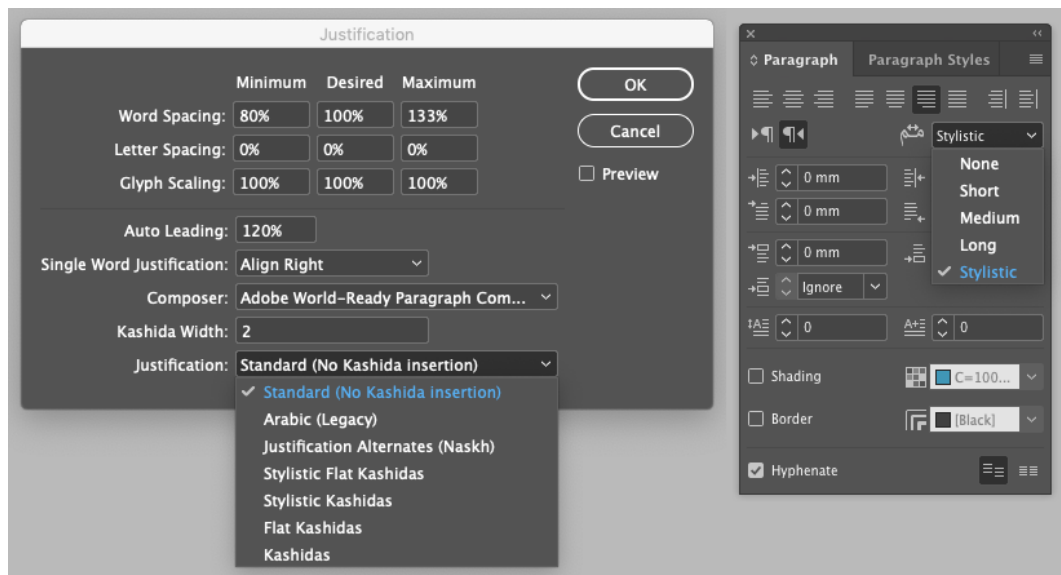 Justification
Minimum Desired Maximum
Word Spacing: 80% 100% 133%
Letter Spacing: 0% 0% 0%
Glyph Scaling: 100% 100% 100%
Auto Leading: 120%
Single Word Justification: Align Right
Composer: Adobe World-Ready Paragraph Com...
Kashida Width: 2
Justification: Standard (No Kashida insertion)
Standard (No Kashida insertion)
Arabic (Legacy)
Justification Alternates (Naskh)
Stylistic Flat Kashidas
Stylistic Kashidas
Flat Kashidas
Kashidas
OK
Cancel
Preview
Paragraph Paragraph Styles
Stylistic
None
Short
Medium
Long
Stylistic
0 mm
0 mm
0 mm
Ignore
0 0
Shading C=100...
Border [Black]
Hyphenate